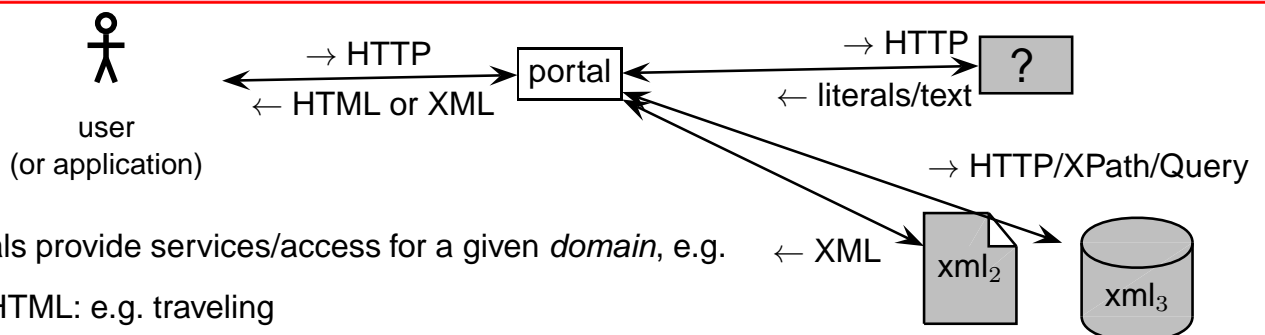 → HTTP
← HTML or XML
portal
→ HTTP
← literals/text
?
user
(or application)
→ HTTP/XPath/Query
als provide services/access for a given domain, e.g.
← XML
xml₂
xml₃
HTML: e.g. traveling